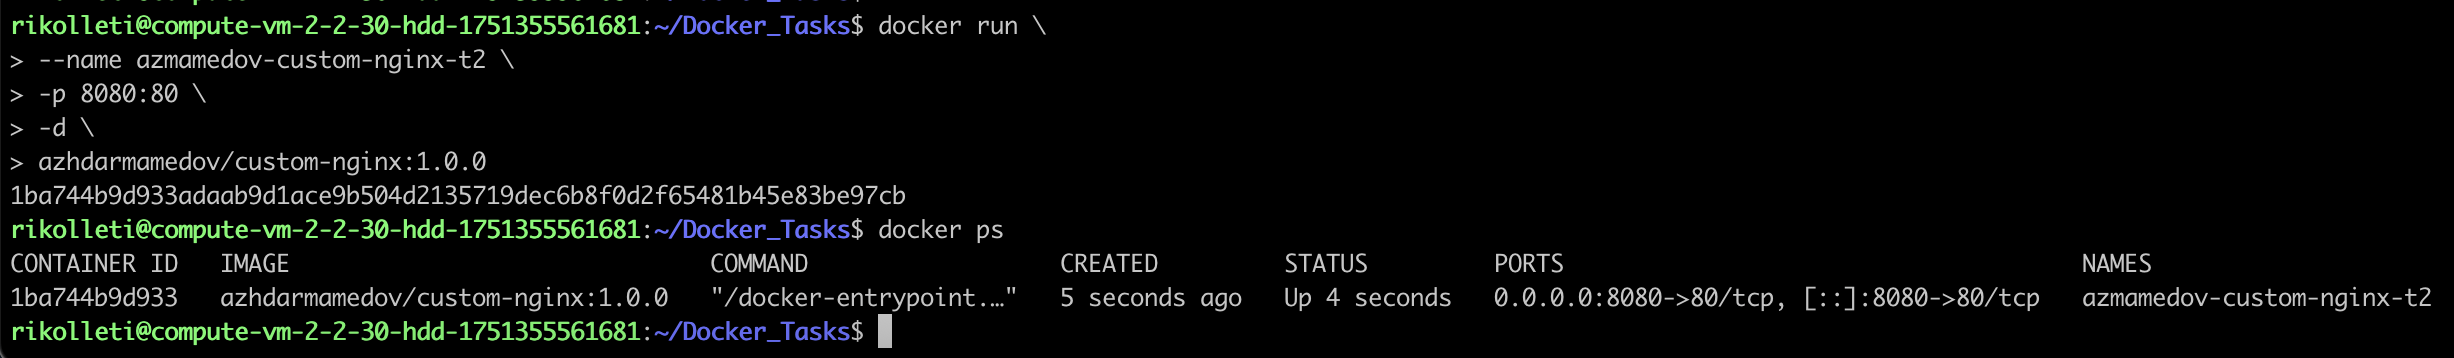 rikolleti@compute-vm-2-2-30-hdd-1751355561681:~/Docker_Tasks$ docker run \
> --name azmamedov-custom-nginx-t2 \
> -p 8080:80 \
> -d \
> azhdarmamedov/custom-nginx:1.0.0
1ba744b9d933adaab9d1ace9b504d2135719dec6b8f0d2f65481b45e83be97cb
rikolleti@compute-vm-2-2-30-hdd-1751355561681:~/Docker_Tasks$ docker ps
CONTAINER ID   IMAGE                              COMMAND                  CREATED         STATUS         PORTS                                     NAMES
1ba744b9d933   azhdarmamedov/custom-nginx:1.0.0   "/docker-entrypoint.…"   5 seconds ago   Up 4 seconds   0.0.0.0:8080->80/tcp, [::]:8080->80/tcp   azmamedov-custom-nginx-t2
rikolleti@compute-vm-2-2-30-hdd-1751355561681:~/Docker_Tasks$